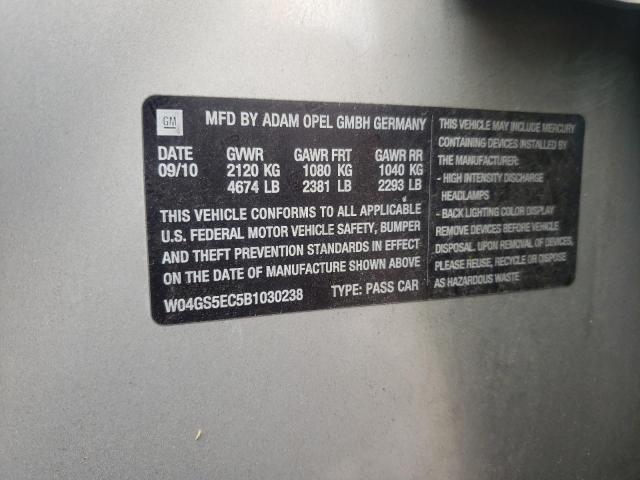 GM
MFD BY ADAM OPEL GMBH GERMANY
DATE GVWR GAWR FRT GAWR RR
09/10 2120 KG 1080 KG 1040 KG
4674 LB 2381 LB 2293 LB
THIS VEHICLE CONFORMS TO ALL APPLICABLE
U.S. FEDERAL MOTOR VEHICLE SAFETY, BUMPER
AND THEFT PREVENTION STANDARDS IN EFFECT
ON THE DATE OF MANUFACTURE SHOWN ABOVE
W04GS5EC5B1030238 TYPE: PASS CAR
THIS VEHICLE MAY INCLUDE MERCURY
CONTAINING DEVICES INSTALLED BY
THE MANUFACTURER:
- HIGH INTENSITY DISCHARGE
HEADLAMPS
- BACK LIGHTING COLOR DISPLAY
REMOVE DEVICES BEFORE VEHICLE
DISPOSAL. UPON REMOVAL OF DEVICES,
PLEASE REUSE, RECYCLE OR DISPOSE
AS HAZARDOUS WASTE